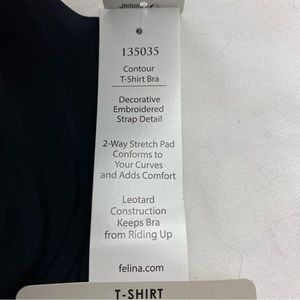 135035
Contour
T-Shirt Bra
Decorative
Embroidered
Strap Detail
2-Way Stretch Pad
Conforms to
Your Curves
and Adds Comfort
Leotard
Construction
Keeps Bra
from Riding Up
felina.com
T-SHIRT